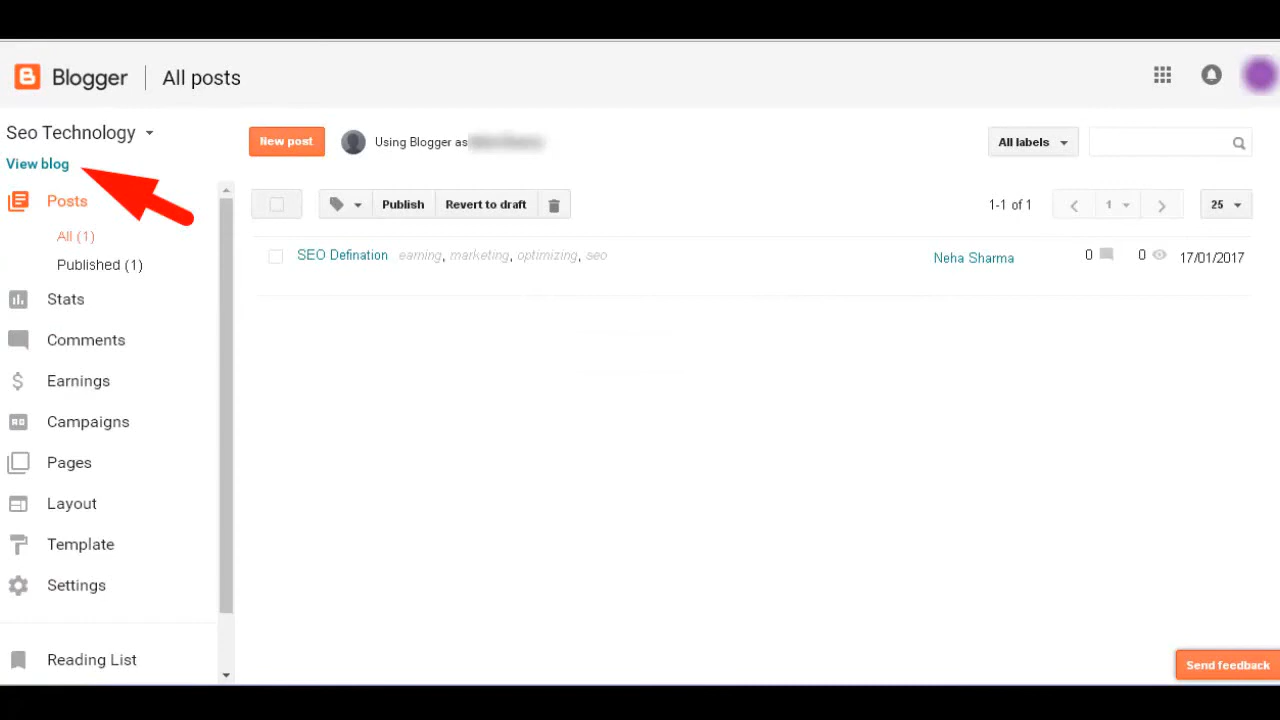 Blogger All posts
Seo Technology
View blog
Posts
All (1)
Published (1)
Stats
Comments
Earnings
Campaigns
Pages
Layout
Template
Settings
Reading List
New post Using Blogger as All labels
Publish Revert to draft 1-1 of 1 1 25
SEO Defination earning, marketing, optimizing, seo Neha Sharma 0 0 17/01/2017
Send feedback